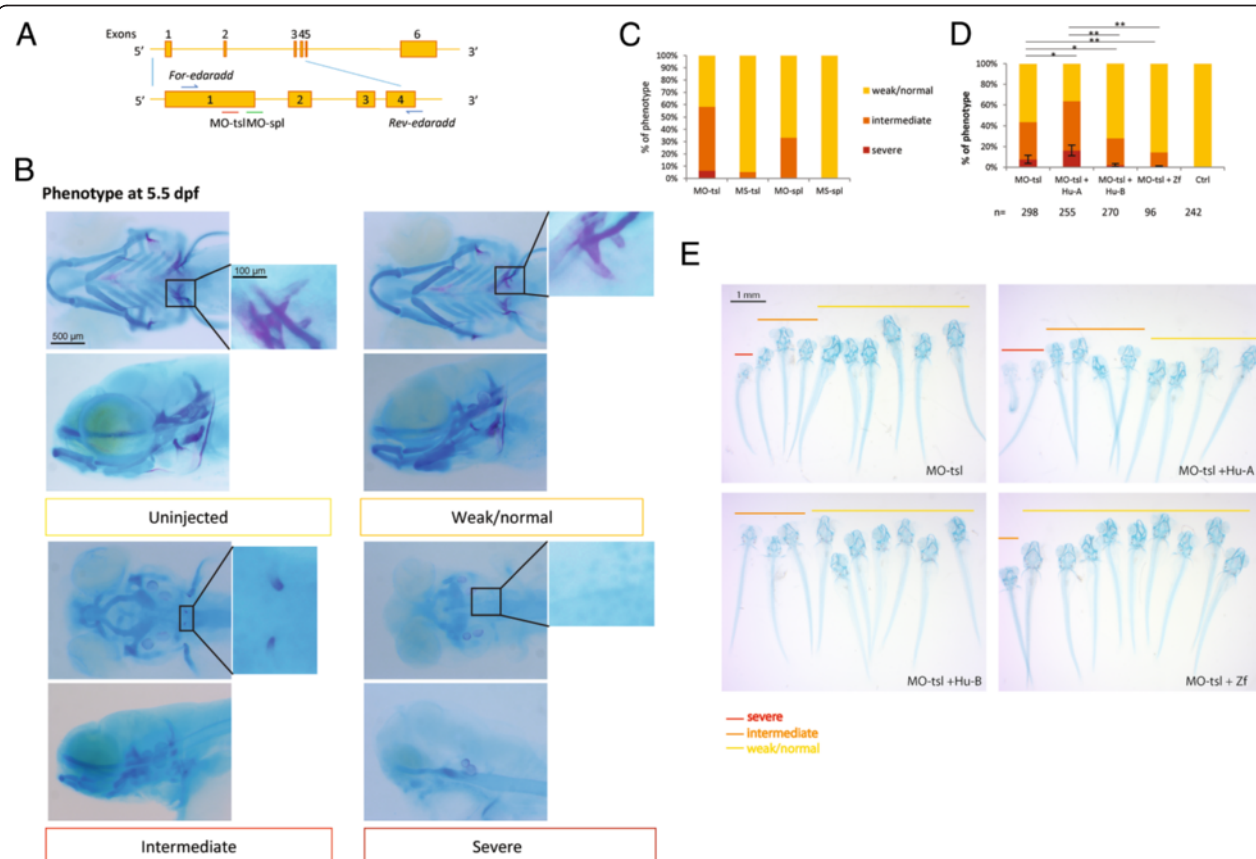 A
Exons 1 2 3 4 5 6
5' 3'
For-edaradd
5' 1 2 3 4 3'
MO-tsl MO-spl Rev-edaradd
B
Phenotype at 5.5 dpf
100 µm
500 µm
Uninjected
Weak/normal
Intermediate
Severe
C
% of phenotype
100%
90%
80%
70%
60%
50%
40%
30%
20%
10%
0%
MO-tsl MS-tsl MO-spl MS-spl
weak/normal
intermediate
severe
D
**
**
**
*
*
% of phenotype
100%
80%
60%
40%
20%
0%
MO-tsl MO-tsl + Hu-A MO-tsl + Hu-B MO-tsl + Zf Ctrl
n= 298 255 270 96 242
E
1 mm
MO-tsl
MO-tsl +Hu-A
MO-tsl +Hu-B
MO-tsl + Zf
severe
intermediate
weak/normal